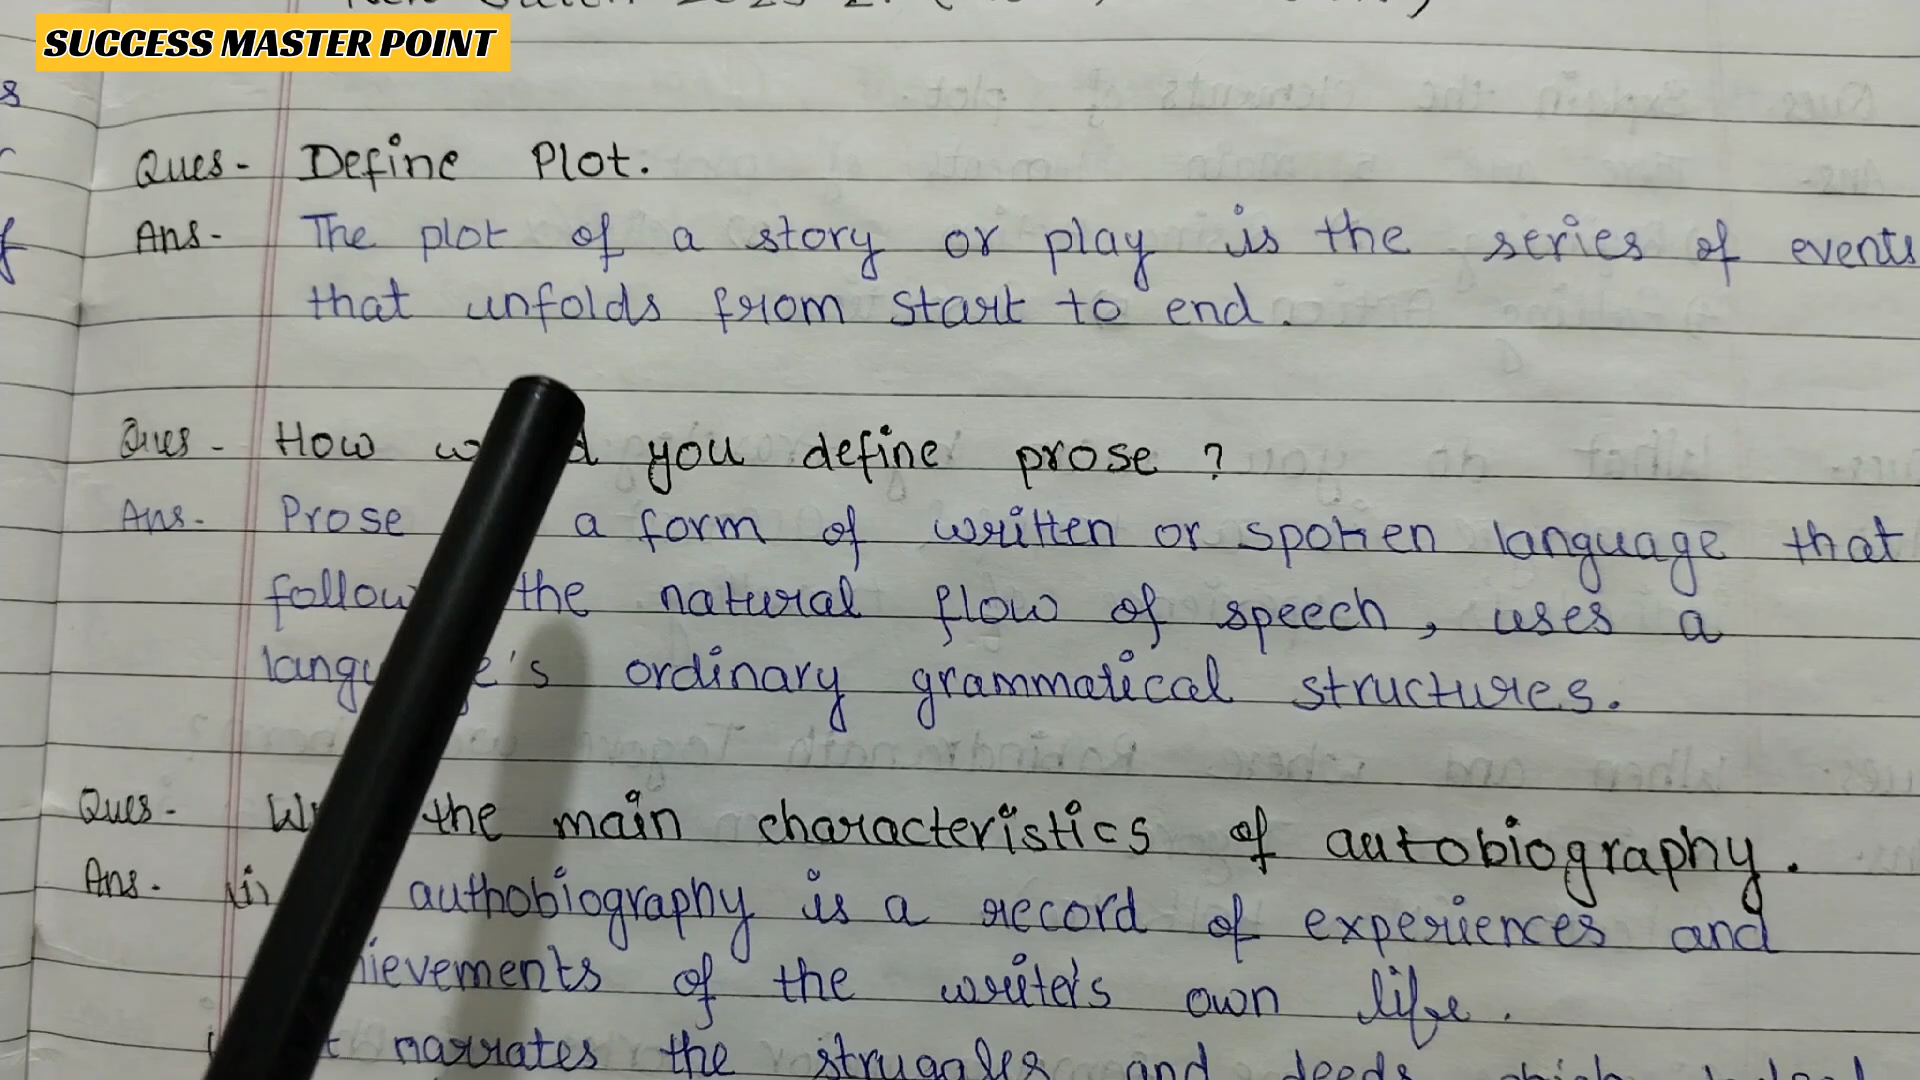 SUCCESS MASTER POINT
Ques- Define Plot.
Ans- The plot of a story or play is the series of events
that unfolds from start to end.
Ques- How you define prose ?
Ans- Prose a form of written or spoken language that
the natural flow of speech, uses a
ordinary grammatical structures.
Ques- the main characteristics of autobiography.
Ans- (i) authobiography is a record of experiences and
of the writer's own life.
narrates the struggles and deeds